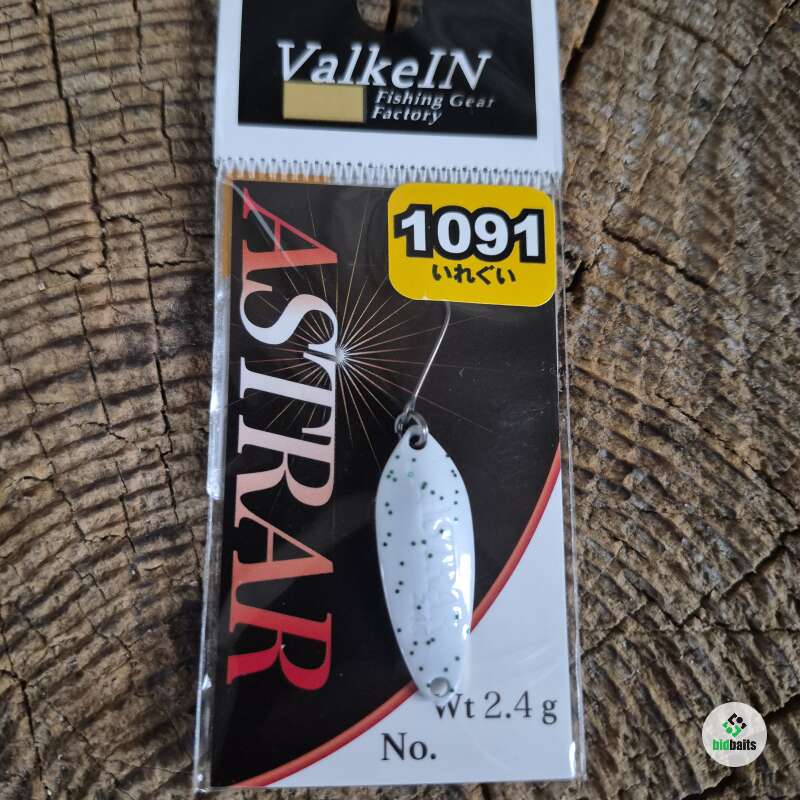 ValkeIN
Fishing Gear
Factory
1091
いれぐい
ASTRAR
Wt 2.4 g
No.
bidbaits